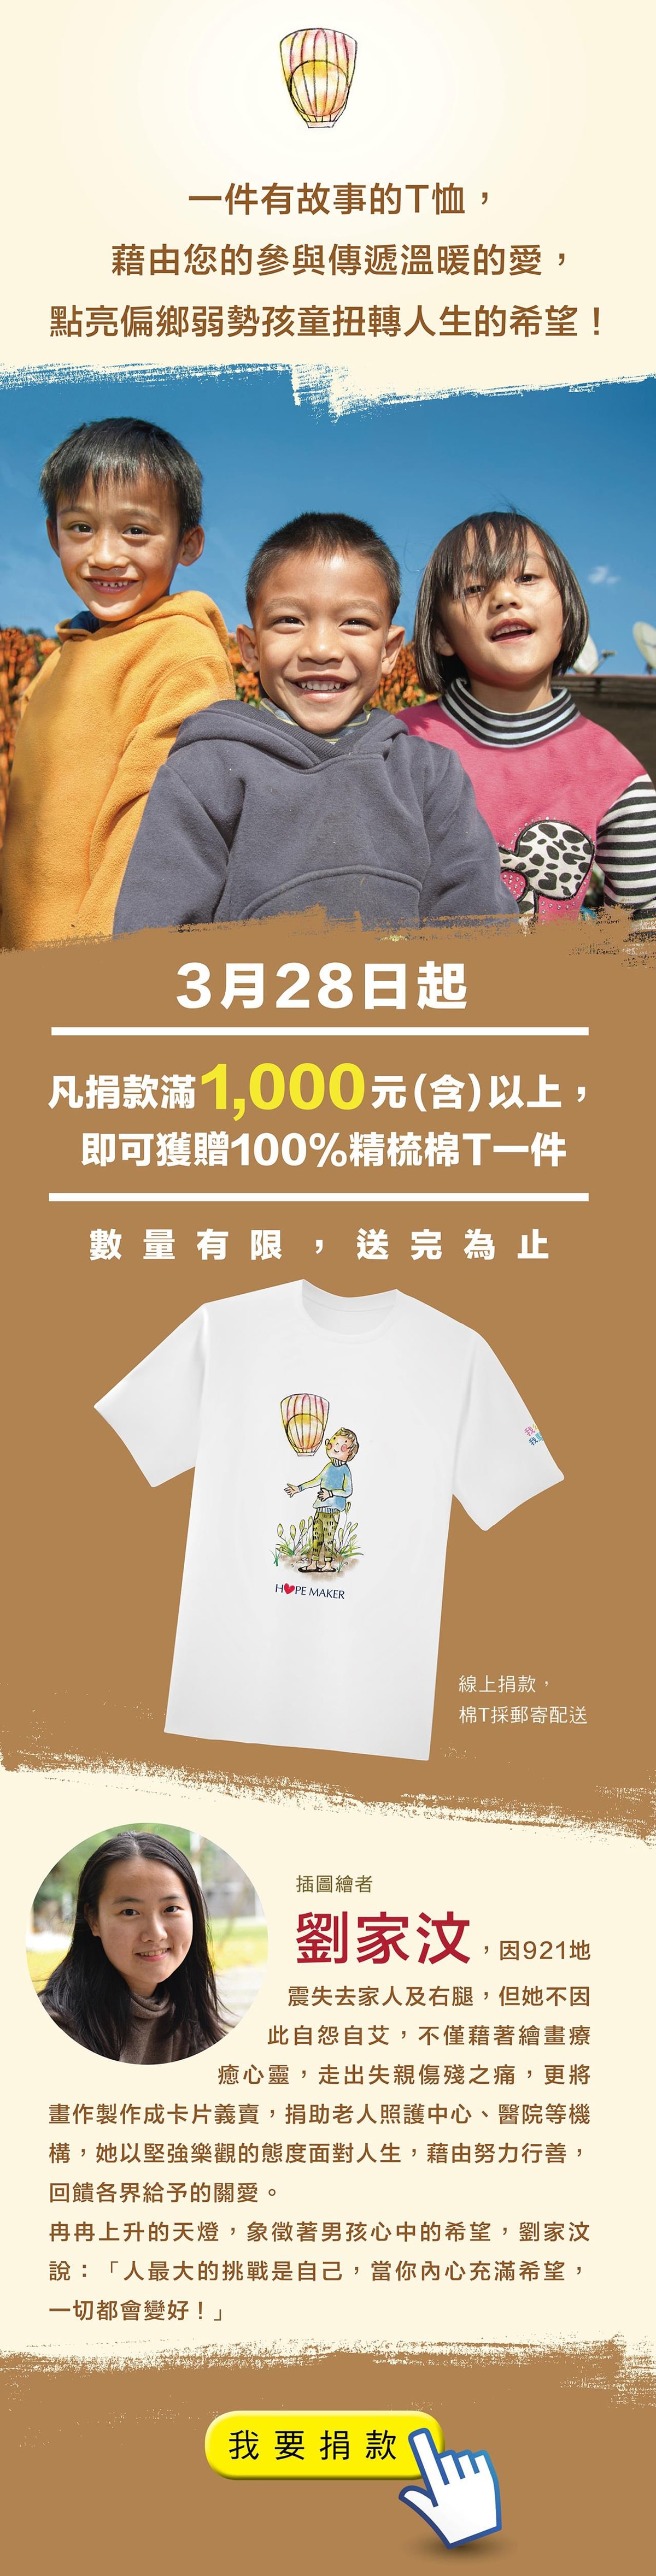 一件有故事的T恤，
藉由您的參與傳遞溫暖的愛，
點亮偏鄉弱勢孩童扭轉人生的希望！
3月28日起
凡捐款滿1,000元(含)以上，
即可獲贈100%精梳棉T一件
數量有限，送完為止
我
我
H PE MAKER
線上捐款，
棉T採郵寄配送
插圖繪者
劉家汶，因921地
震失去家人及右腿，但她不因
此自怨自艾，不僅藉著繪畫療
癒心靈，走出失親傷殘之痛，更將
畫作製作成卡片義賣，捐助老人照護中心、醫院等機
構，她以堅強樂觀的態度面對人生，藉由努力行善，
回饋各界給予的關愛。
冉冉上升的天燈，象徵著男孩心中的希望，劉家汶
說：「人最大的挑戰是自己，當你內心充滿希望，
一切都會變好！」
我要捐款